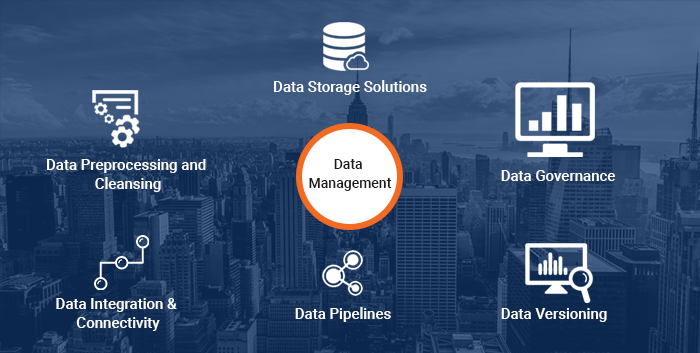 Data Storage Solutions
Data Preprocessing and
Cleansing
Data
Management
Data Governance
Data Integration &
Connectivity
Data Pipelines
Data Versioning